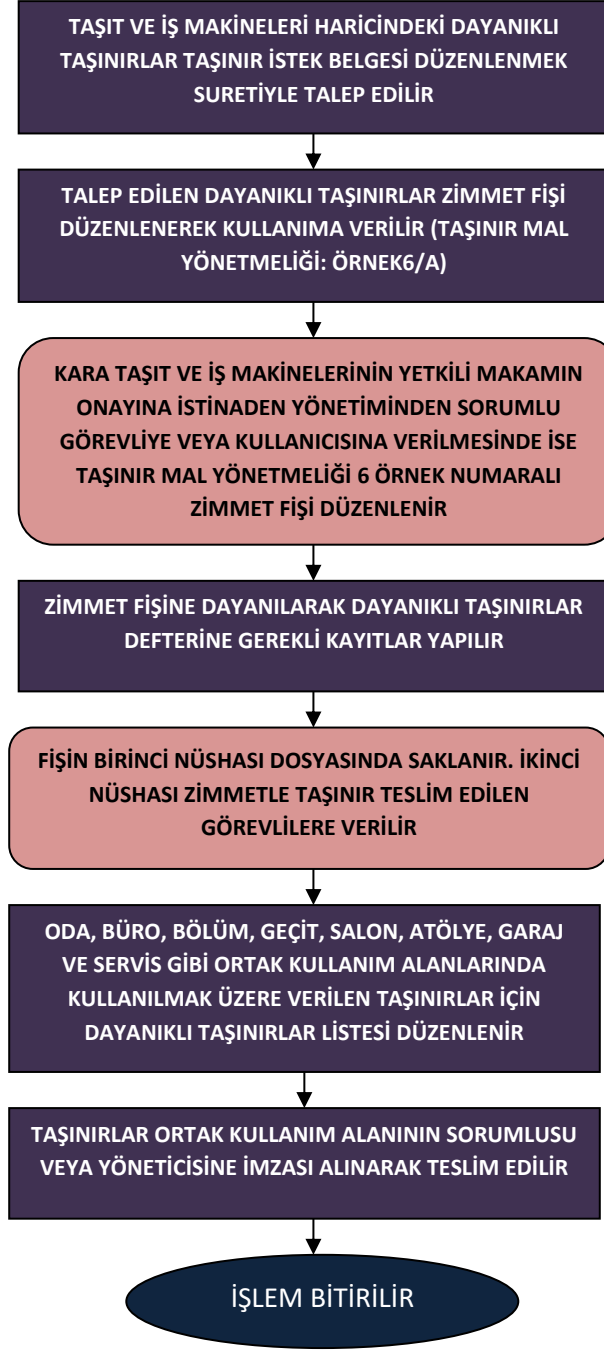 TAŞIT VE İŞ MAKİNELERİ HARİCİNDEKİ DAYANIKLI
TAŞINIRLAR TAŞINIR İSTEK BELGESİ DÜZENLENMEK
SURETİYLE TALEP EDİLİR
TALEP EDİLEN DAYANIKLI TAŞINIRLAR ZİMMET FİŞİ
DÜZENLENEREK KULLANIMA VERİLİR (TAŞINIR MAL
YÖNETMELİĞİ: ÖRNEK6/A)
KARA TAŞIT VE İŞ MAKİNELERİNİN YETKİLİ MAKAMIN
ONAYINA İSTİNADEN YÖNETİMİNDEN SORUMLU
GÖREVLİYE VEYA KULLANICISINA VERİLMESİNDE İSE
TAŞINIR MAL YÖNETMELİĞİ 6 ÖRNEK NUMARALI
ZİMMET FİŞİ DÜZENLENİR
ZİMMET FİŞİNE DAYANILARAK DAYANIKLI TAŞINIRLAR
DEFTERİNE GEREKLİ KAYITLAR YAPILIR
FİŞİN BİRİNCİ NÜSHASI DOSYASINDA SAKLANIR. İKİNCİ
NÜSHASI ZİMMETLE TAŞINIR TESLİM EDİLEN
GÖREVLİLERE VERİLİR
ODA, BÜRO, BÖLÜM, GEÇİT, SALON, ATÖLYE, GARAJ
VE SERVİS GİBİ ORTAK KULLANIM ALANLARINDA
KULLANILMAK ÜZERE VERİLEN TAŞINIRLAR İÇİN
DAYANIKLI TAŞINIRLAR LİSTESİ DÜZENLENİR
TAŞINIRLAR ORTAK KULLANIM ALANININ SORUMLUSU
VEYA YÖNETİCİSİNE İMZASI ALINARAK TESLİM EDİLİR
İŞLEM BİTİRİLİR